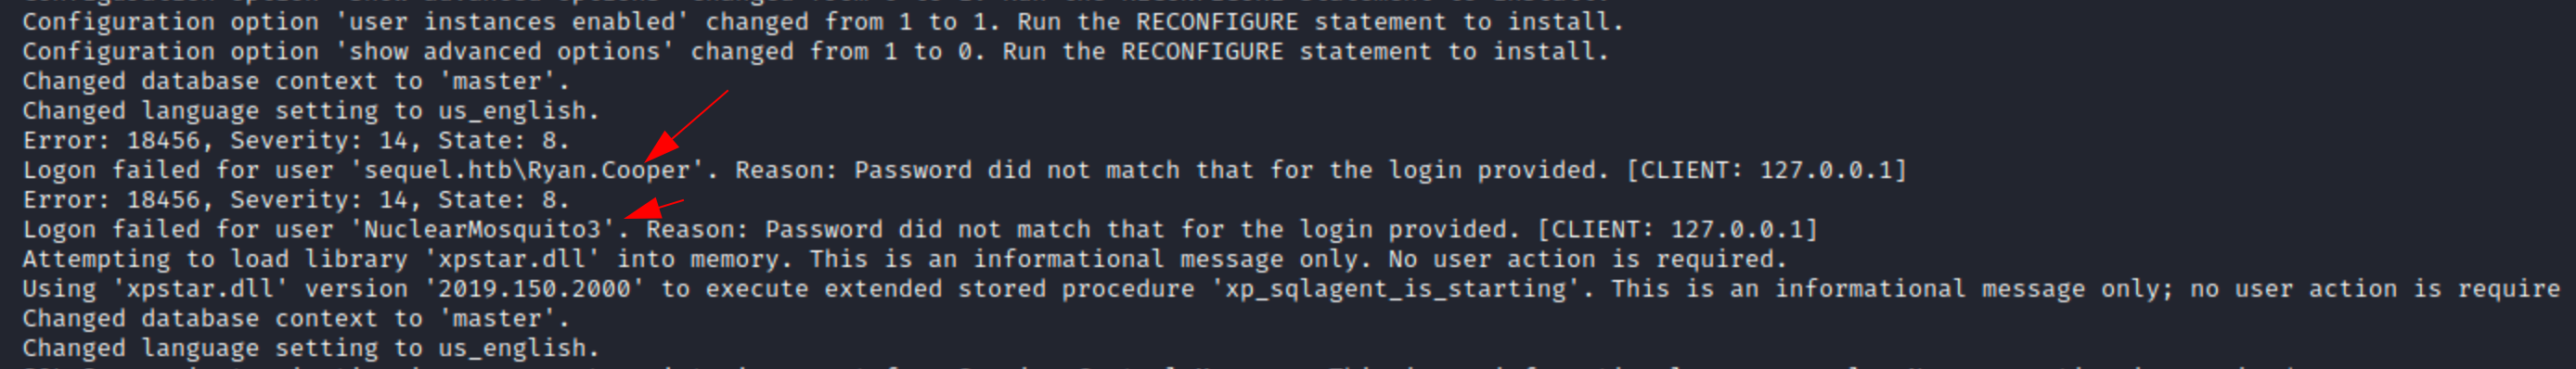 Configuration option 'user instances enabled' changed from 1 to 1. Run the RECONFIGURE statement to install.
Configuration option 'show advanced options' changed from 1 to 0. Run the RECONFIGURE statement to install.
Changed database context to 'master'.
Changed language setting to us_english.
Error: 18456, Severity: 14, State: 8.
Logon failed for user 'sequel.htb\Ryan.Cooper'. Reason: Password did not match that for the login provided. [CLIENT: 127.0.0.1]
Error: 18456, Severity: 14, State: 8.
Logon failed for user 'NuclearMosquito3'. Reason: Password did not match that for the login provided. [CLIENT: 127.0.0.1]
Attempting to load library 'xpstar.dll' into memory. This is an informational message only. No user action is required.
Using 'xpstar.dll' version '2019.150.2000' to execute extended stored procedure 'xp_sqlagent_is_starting'. This is an informational message only; no user action is require
Changed database context to 'master'.
Changed language setting to us_english.